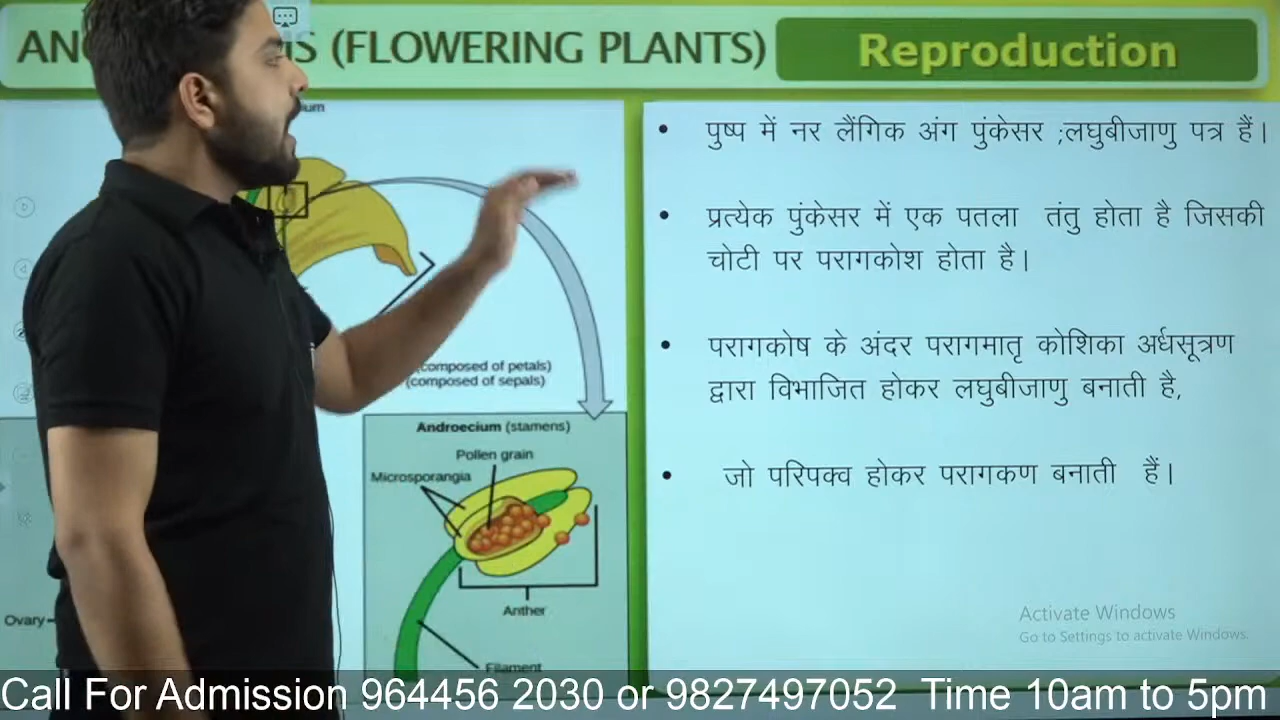 (FLOWERING PLANTS)
Reproduction
पुष्प में नर लैंगिक अंग पुंकेसर ;लघुबीजाणु पत्र हैं।
प्रत्येक पुंकेसर में एक पतला तंतु होता है जिसकी
चोटी पर परागकोश होता है।
परागकोष के अंदर परागमातृ कोशिका अर्धसूत्रण
द्वारा विभाजित होकर लघुबीजाणु बनाती है,
जो परिपक्व होकर परागकण बनाती हैं।
(composed of petals)
(composed of sepals)
Androecium (stamens)
Pollen grain
Microsporangia
Anther
Filament
Ovary
Activate Windows
Go to Settings to activate Windows.
Call For Admission 964456 2030 or 9827497052 Time 10am to 5pm